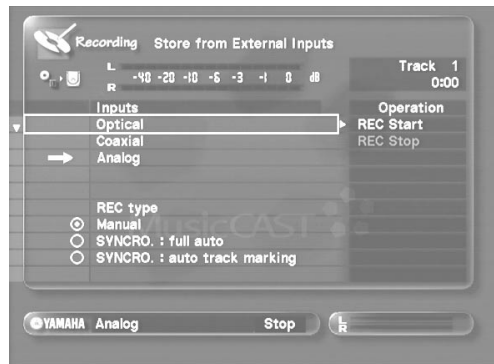 Recording Store from External Inputs
L
R
-40 -20 -10 -6 -3 -1 0 dB
Track 1
0:00
Inputs
Optical
Coaxial
Analog
Operation
REC Start
REC Stop
REC type
Manual
SYNCRO. : full auto
SYNCRO. : auto track marking
MusicCAST
YAMAHA Analog Stop
L
R